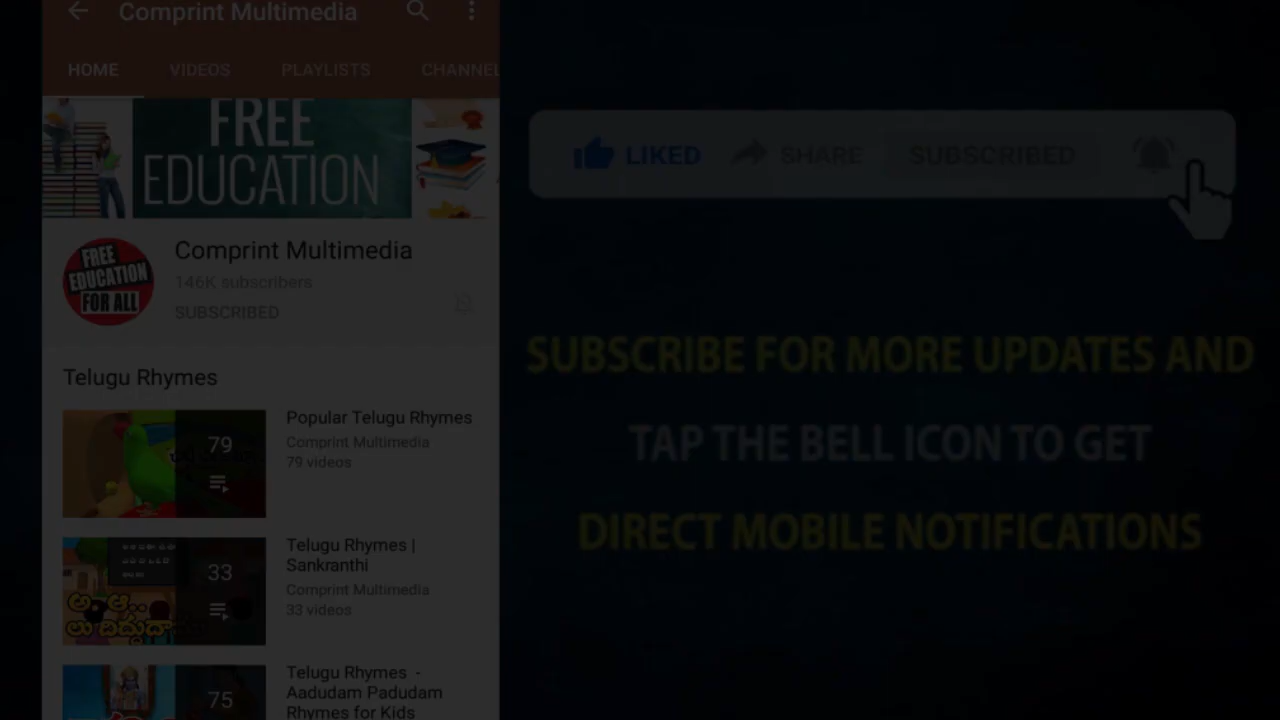 Comprint Multimedia
HOME VIDEOS PLAYLISTS CHANNEL
FREE
EDUCATION
FREE
EDUCATION
FOR ALL
Comprint Multimedia
146K subscribers
SUBSCRIBED
Telugu Rhymes
79
Popular Telugu Rhymes
Comprint Multimedia
79 videos
33
Telugu Rhymes |
Sankranthi
Comprint Multimedia
33 videos
అ ఆ..
లు దిద్దుదా
75
Telugu Rhymes -
Aadudam Padudam
Rhymes for Kids
LIKED SHARE SUBSCRIBED
SUBSCRIBE FOR MORE UPDATES AND
TAP THE BELL ICON TO GET
DIRECT MOBILE NOTIFICATIONS